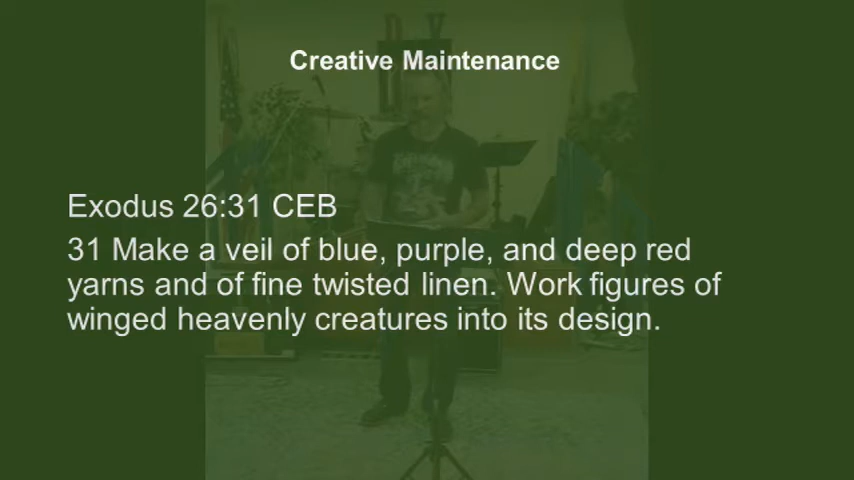 Creative Maintenance
Exodus 26:31 CEB
31 Make a veil of blue, purple, and deep red
yarns and of fine twisted linen. Work figures of
winged heavenly creatures into its design.